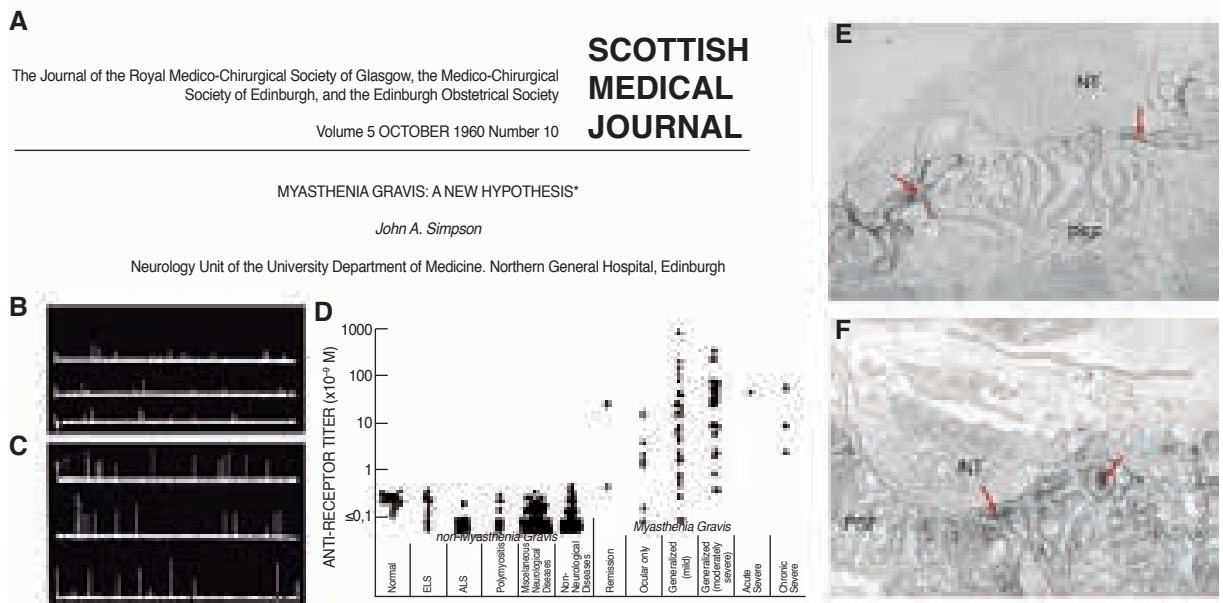 A
The Journal of the Royal Medico-Chirurgical Society of Glasgow, the Medico-Chirurgical
Society of Edinburgh, and the Edinburgh Obstetrical Society
Volume 5 OCTOBER 1960 Number 10
SCOTTISH
MEDICAL
JOURNAL
MYASTHENIA GRAVIS: A NEW HYPOTHESIS*
John A. Simpson
Neurology Unit of the University Department of Medicine. Northern General Hospital, Edinburgh
B
C
D
ANTI-RECEPTOR TITER (x10⁻⁹ M)
1000
100
10
1
≤0,1
non-Myasthenia Gravis
Myasthenia Gravis
Normal
ELS
ALS
Polymyositis
Miscelaneous
Neurological
Diseases
Non-
Neurological
Diseases
Remission
Ocular only
Generalized
(mild)
Generalized
(moderately
severe)
Acute
Severe
Chronic
Severe
E
NT
PSF
F
NT
PSF